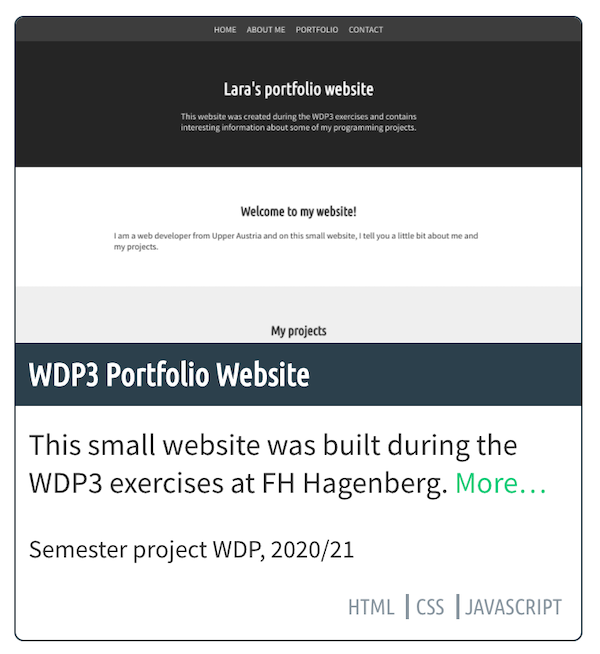 HOME ABOUT ME PORTFOLIO CONTACT
Lara's portfolio website
This website was created during the WDP3 exercises and contains
interesting information about some of my programming projects.
Welcome to my website!
I am a web developer from Upper Austria and on this small website, I tell you a little bit about me and
my projects.
My projects
WDP3 Portfolio Website
This small website was built during the
WDP3 exercises at FH Hagenberg. More...
Semester project WDP, 2020/21
HTML | CSS | JAVASCRIPT